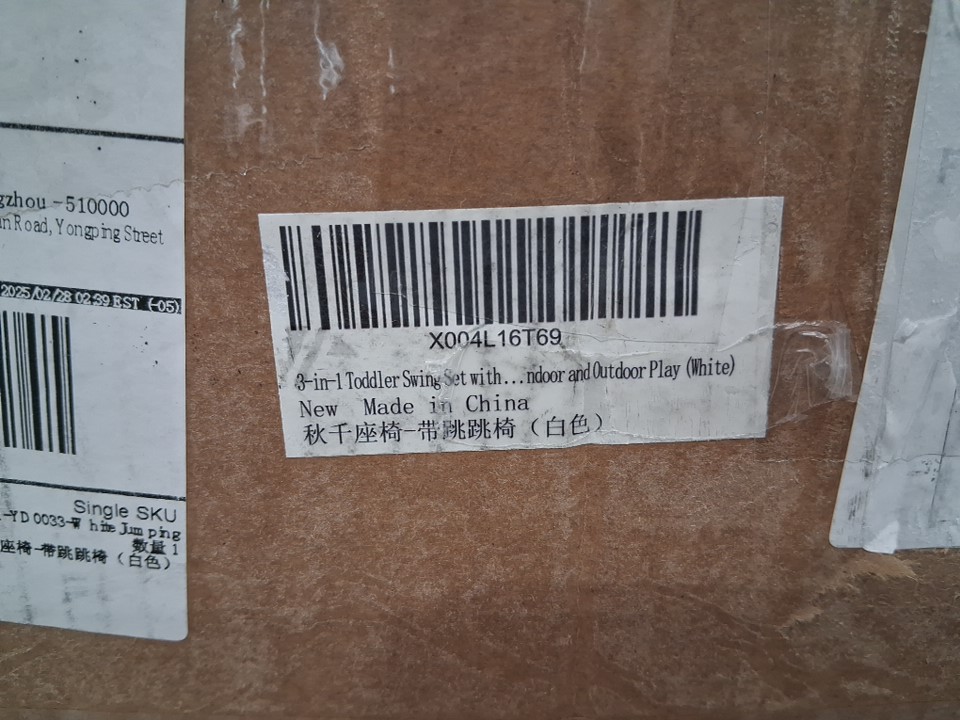 gzhou -510000
un Road, Yongping Street
2025/02/28 02:39 EST (-05)
Single SKU
-YD 0033-White Jumping
数量 1
座椅-带跳跳椅（白色）
X004L16T69
3-in-1 Toddler Swing Set with...ndoor and Outdoor Play (White)
New Made in China
秋千座椅-带跳跳椅（白色）